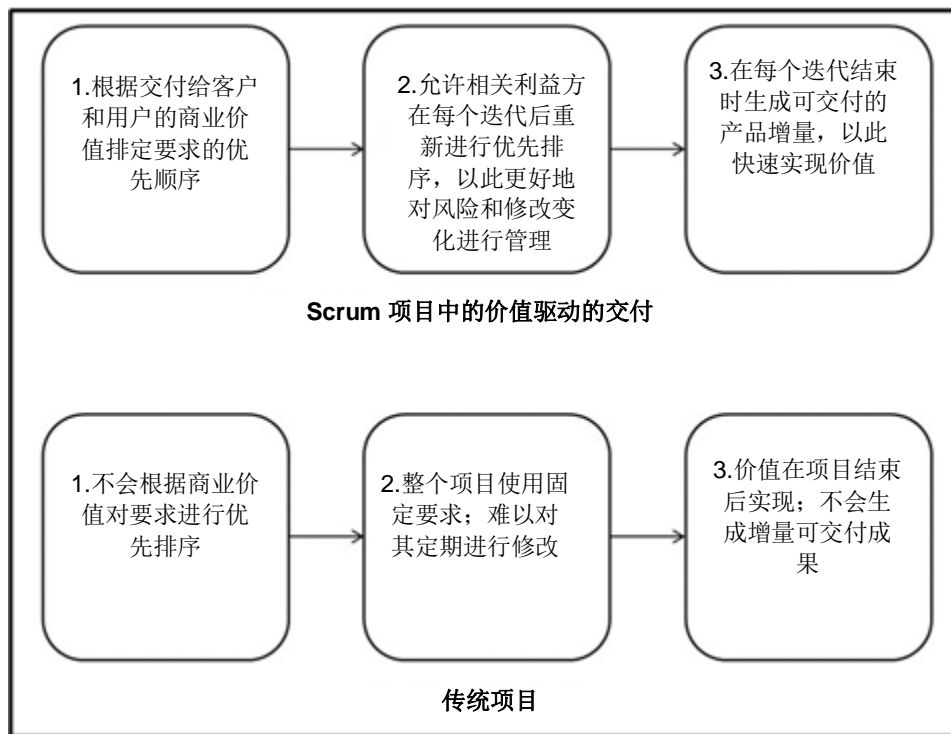 1.根据交付给客户
和用户的商业价
值排定要求的优
先顺序
2.允许相关利益方
在每个迭代后重
新进行优先排
序，以此更好地
对风险和修改变
化进行管理
3.在每个迭代结束
时生成可交付的
产品增量，以此
快速实现价值
Scrum 项目中的价值驱动的交付
1.不会根据商业价
值对要求进行优
先排序
2.整个项目使用固
定要求；难以对
其定期进行修改
3.价值在项目结束
后实现；不会生
成增量可交付成
果
传统项目